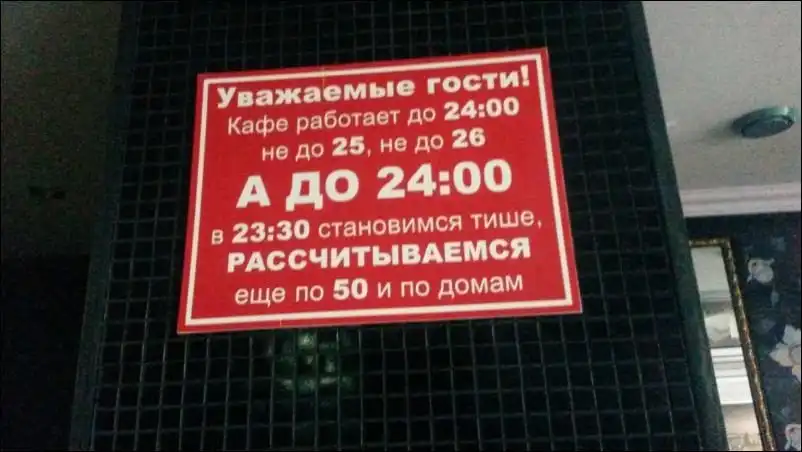 Уважаемые гости!
Кафе работает до 24:00
не до 25, не до 26
А ДО 24:00
в 23:30 становимся тише,
РАССЧИТЫВАЕМСЯ
еще по 50 и по домам